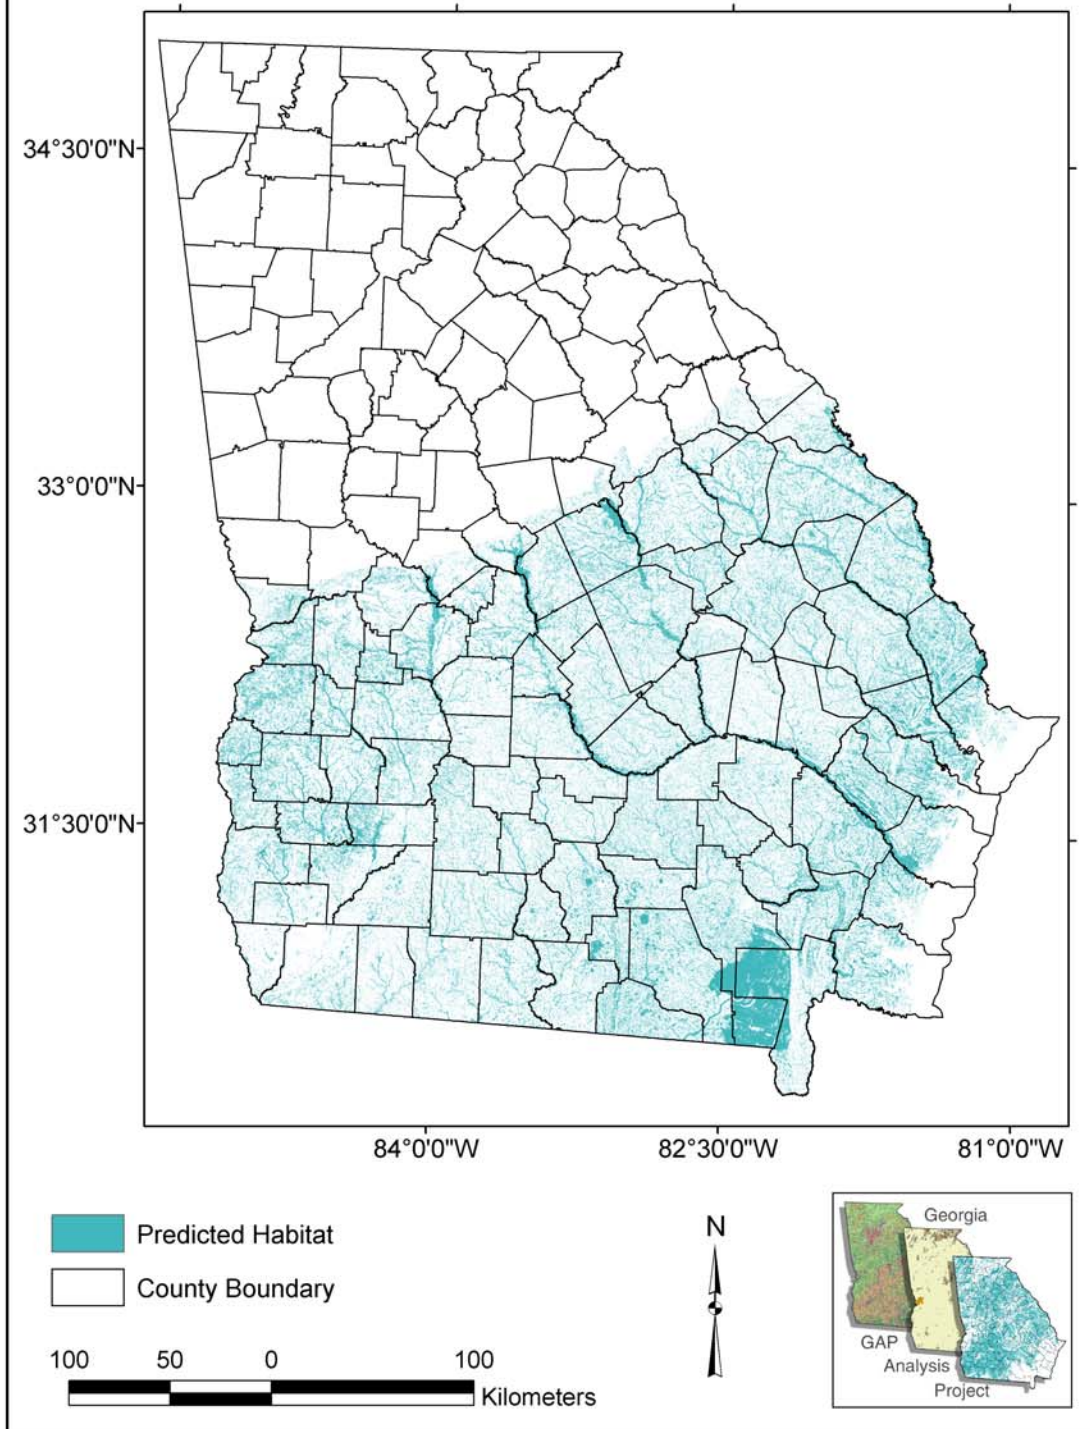 34°30'0"N
33°0'0"N
31°30'0"N
84°0'0"W 82°30'0"W 81°0'0"W
Predicted Habitat
County Boundary
100 50 0 100
Kilometers
N
Georgia
GAP
Analysis
Project